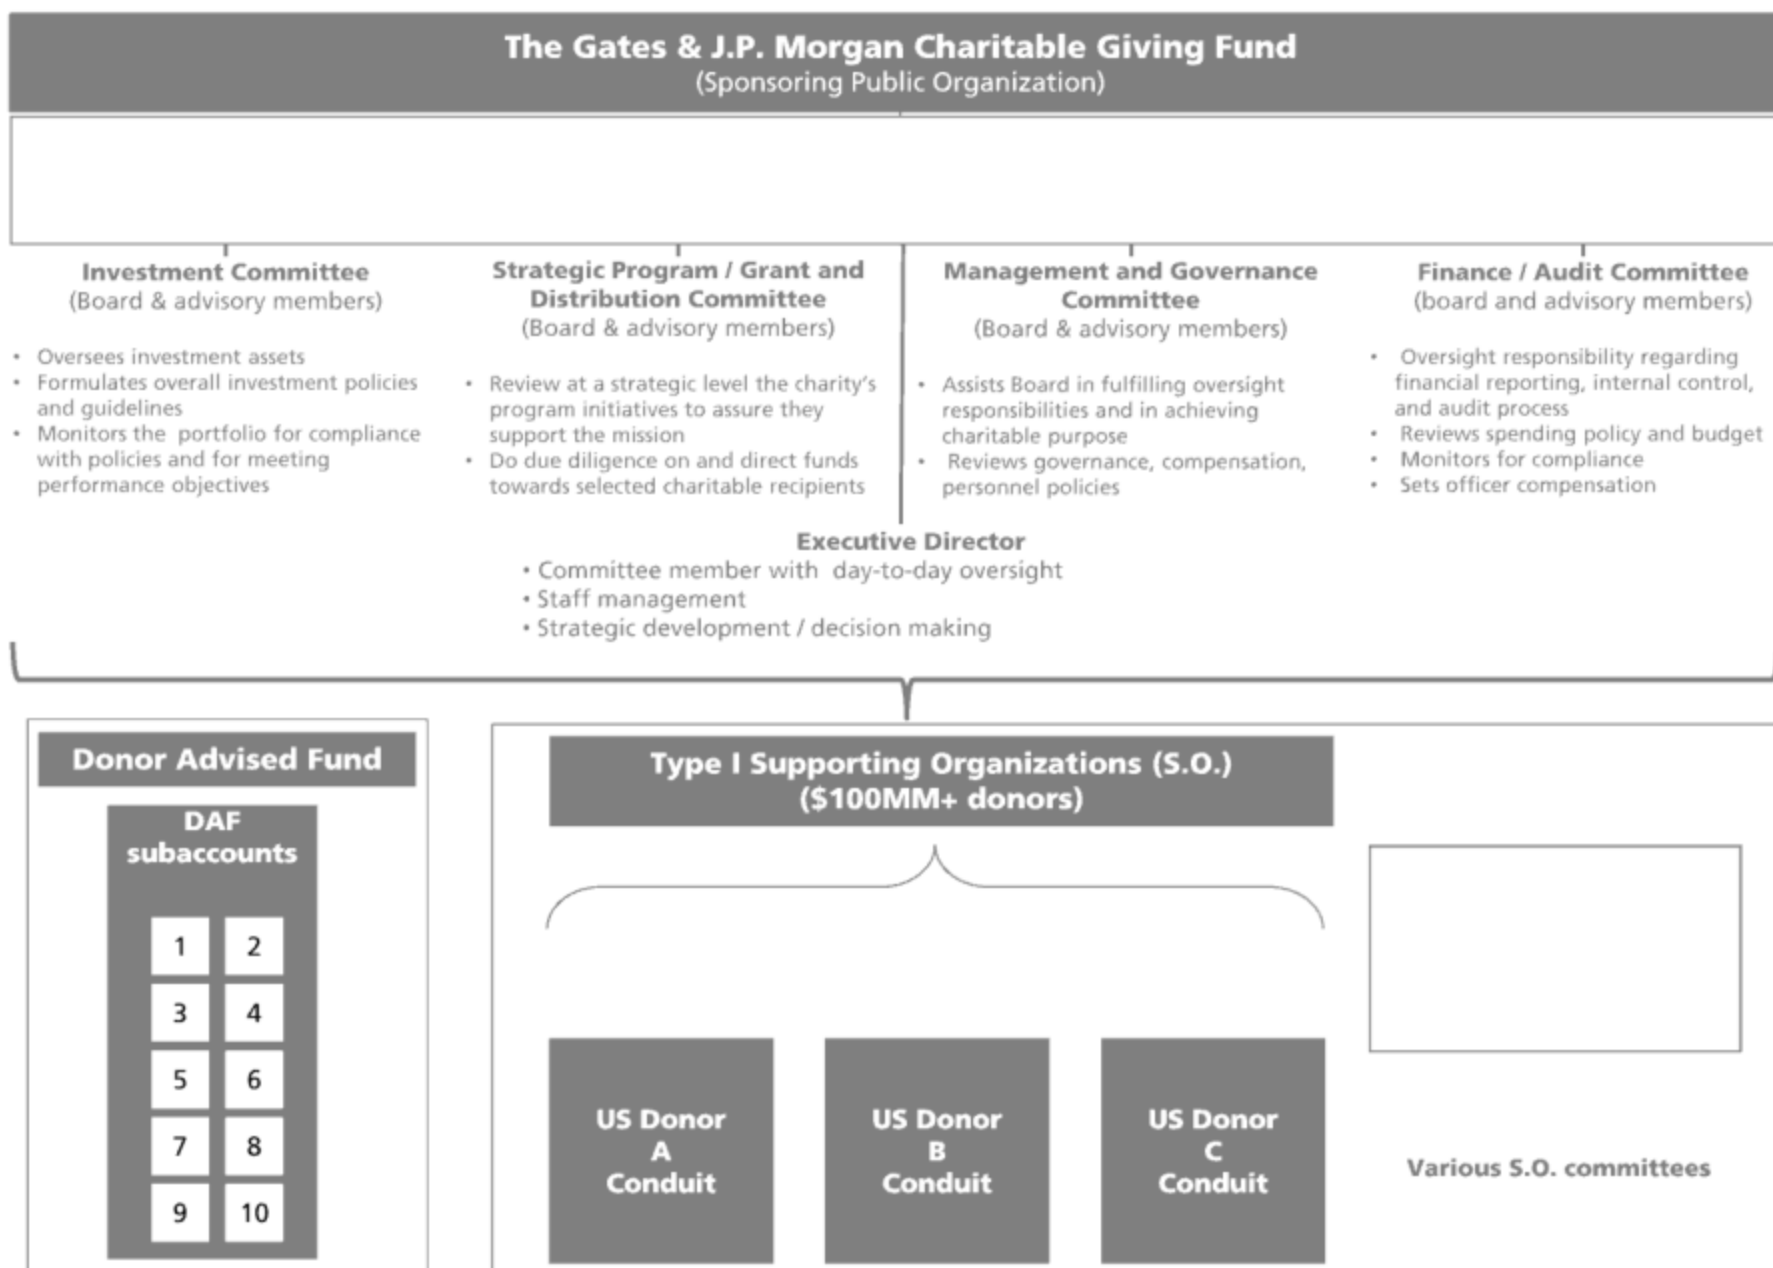 The Gates & J.P. Morgan Charitable Giving Fund
(Sponsoring Public Organization)
Investment Committee
(Board & advisory members)
• Oversees investment assets
• Formulates overall investment policies
and guidelines
• Monitors the portfolio for compliance
with policies and for meeting
performance objectives
Strategic Program / Grant and
Distribution Committee
(Board & advisory members)
• Review at a strategic level the charity's
program initiatives to assure they
support the mission
• Do due diligence on and direct funds
towards selected charitable recipients
Management and Governance
Committee
(Board & advisory members)
• Assists Board in fulfilling oversight
responsibilities and in achieving
charitable purpose
• Reviews governance, compensation,
personnel policies
Finance / Audit Committee
(board and advisory members)
• Oversight responsibility regarding
financial reporting, internal control,
and audit process
• Reviews spending policy and budget
• Monitors for compliance
• Sets officer compensation
Executive Director
• Committee member with day-to-day oversight
• Staff management
• Strategic development / decision making
Donor Advised Fund
DAF
subaccounts
1 2
3 4
5 6
7 8
9 10
Type I Supporting Organizations (S.O.)
($100MM+ donors)
US Donor
A
Conduit
US Donor
B
Conduit
US Donor
C
Conduit
Various S.O. committees